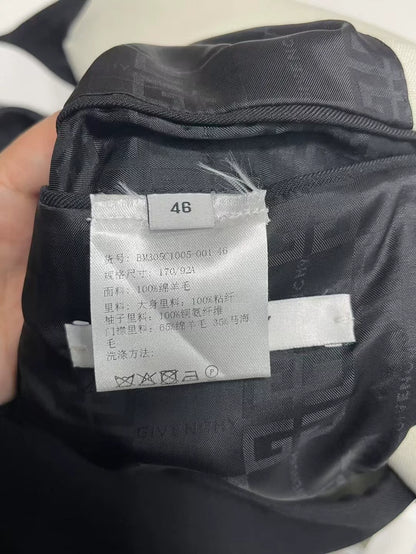 46
货号: BM305C1005-001-46
规格尺寸: 170/92A
面料: 100%绵羊毛
里料: 大身里料: 100%粘纤
袖子里料: 100%铜氨纤维
门襟里料: 65%绵羊毛 35%马海
毛
洗涤方法:
P
GIVENCHY
GIVENCHY
GIVENCHY